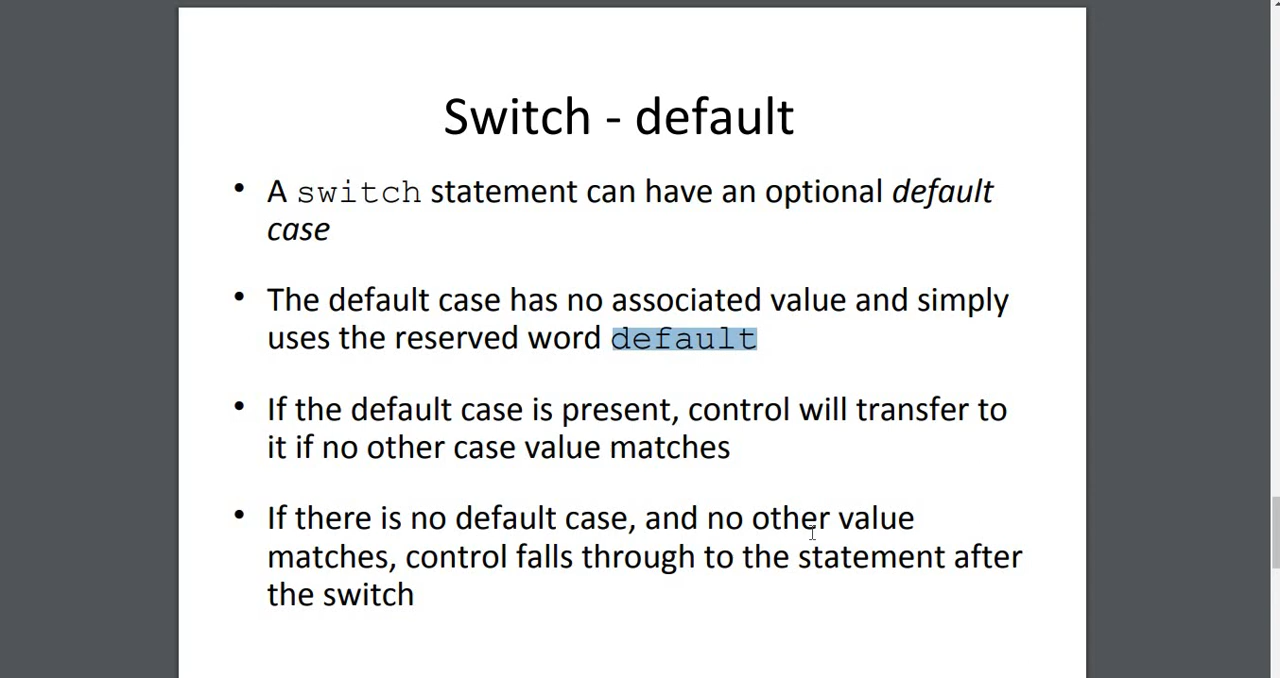 Switch - default
• A switch statement can have an optional default
case
• The default case has no associated value and simply
uses the reserved word default
• If the default case is present, control will transfer to
it if no other case value matches
• If there is no default case, and no other value
matches, control falls through to the statement after
the switch